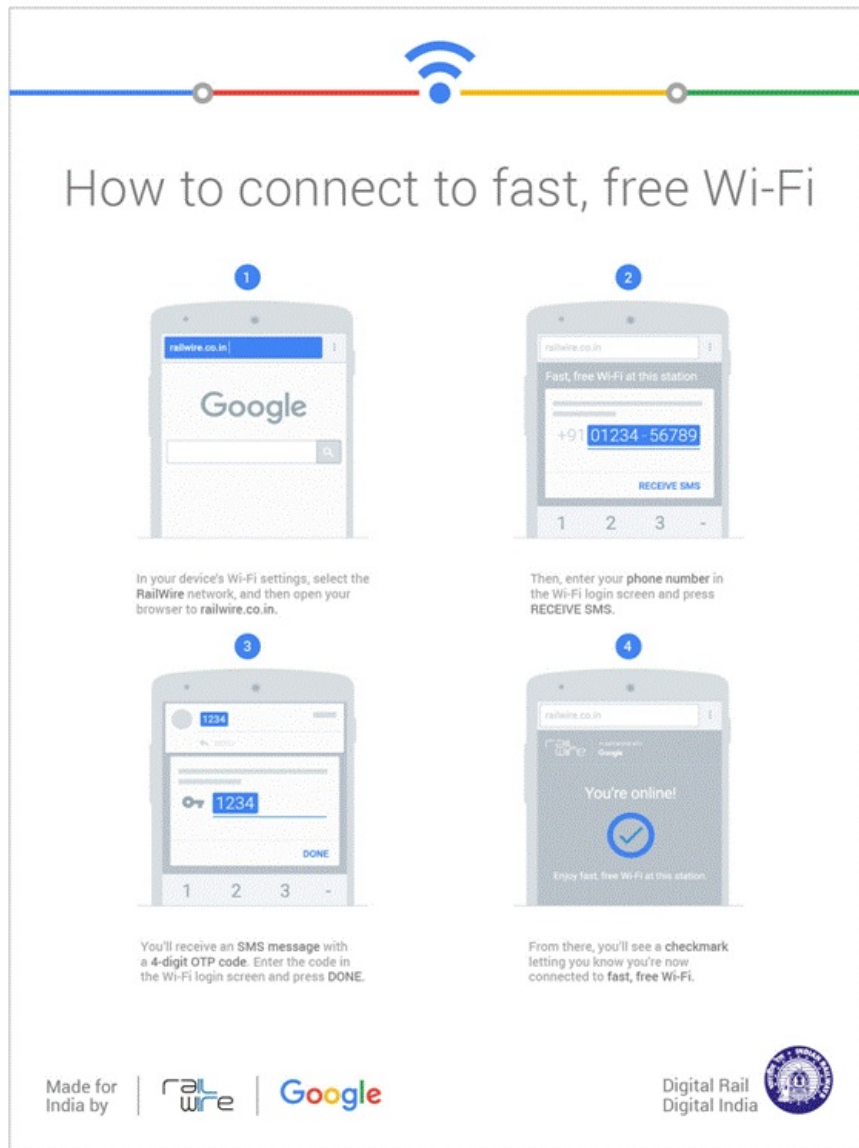 How to connect to fast, free Wi-Fi
1
railwire.co.in
Google
In your device's Wi-Fi settings, select the
RailWire network, and then open your
browser to railwire.co.in.
2
railwire.co.in
Fast, free Wi-Fi at this station
+91 01234 - 56789
RECEIVE SMS
1 2 3 -
Then, enter your phone number in
the Wi-Fi login screen and press
RECEIVE SMS.
3
1234
REPLY
1234
DONE
1 2 3 -
You'll receive an SMS message with
a 4-digit OTP code. Enter the code in
the Wi-Fi login screen and press DONE.
4
railwire.co.in
rail
wire
Google
You're online!
Enjoy fast, free Wi-Fi at this station.
From there, you'll see a checkmark
letting you know you're now
connected to fast, free Wi-Fi.
Made for
India by
rail
wire
Google
Digital Rail
Digital India
INDIAN RAILWAYS